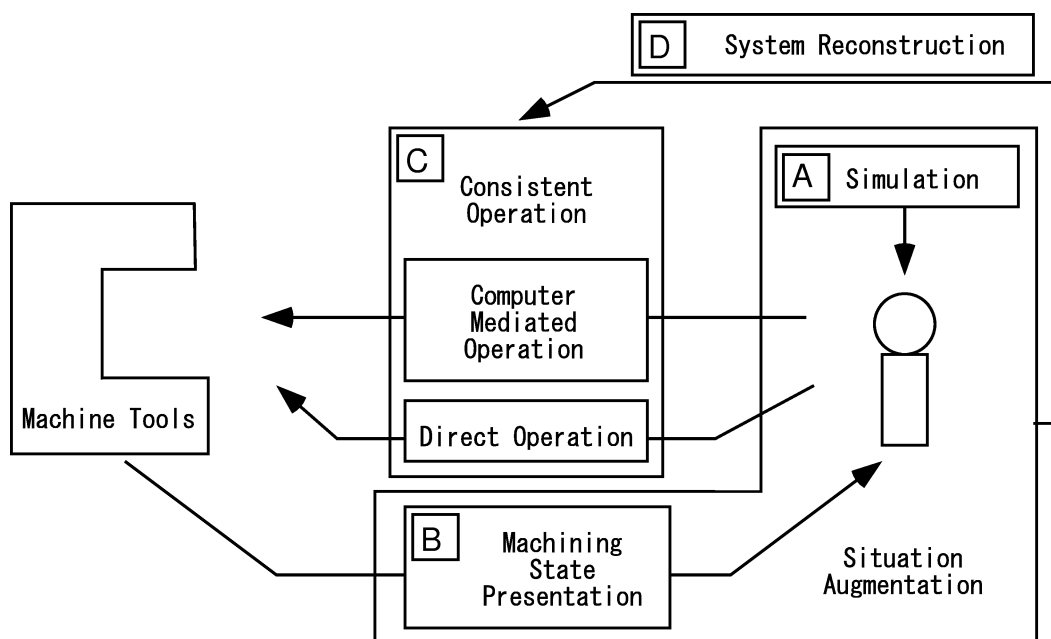 D System Reconstruction
C
Consistent
Operation
A Simulation
Computer
Mediated
Operation
Machine Tools
Direct Operation
B
Machining
State
Presentation
Situation
Augmentation